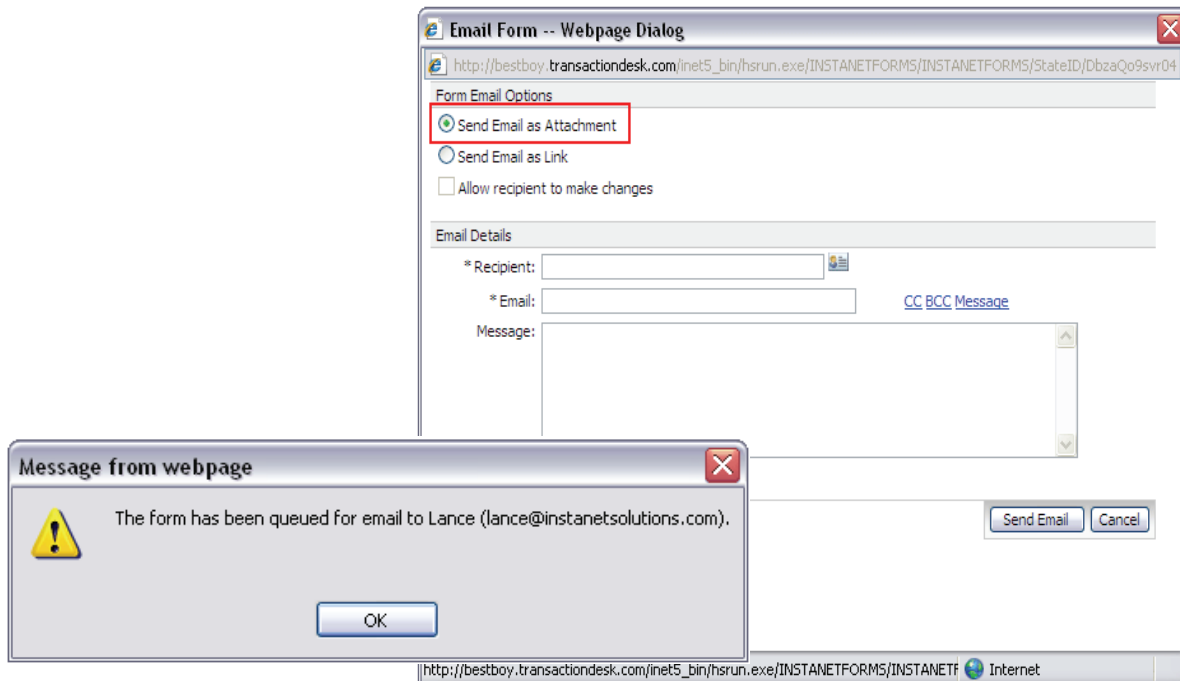 Email Form -- Webpage Dialog
http://bestboy.transactiondesk.com/inet5_bin/hsrun.exe/INSTANETFORMS/INSTANETFORMS/StateID/DbzaQo9svr04
Form Email Options
Send Email as Attachment
Send Email as Link
Allow recipient to make changes
Email Details
* Recipient:
* Email:
CC BCC Message
Message:
Message from webpage
The form has been queued for email to Lance (lance@instanetsolutions.com).
OK
Send Email Cancel
http://bestboy.transactiondesk.com/inet5_bin/hsrun.exe/INSTANETFORMS/INSTANETF Internet